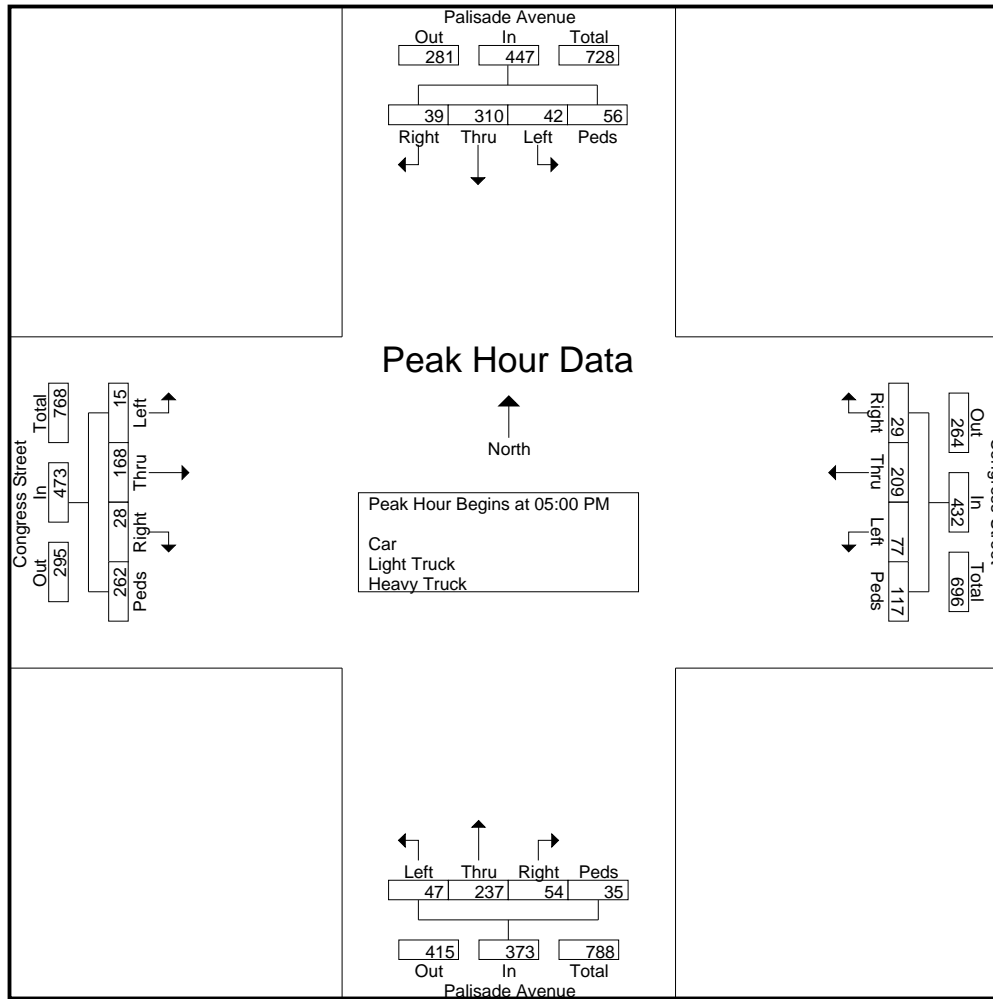 Palisade Avenue
Out In Total
281 447 728
39 310 42 56
Right Thru Left Peds
Peak Hour Data
North
Peak Hour Begins at 05:00 PM
Car
Light Truck
Heavy Truck
Congress Street
Total In Out
768 473 295
15 168 28 262
Left Thru Right Peds
Out In Total
264 432 696
29 209 77 117
Right Thru Left Peds
Left Thru Right Peds
47 237 54 35
415 373 788
Out In Total
Palisade Avenue